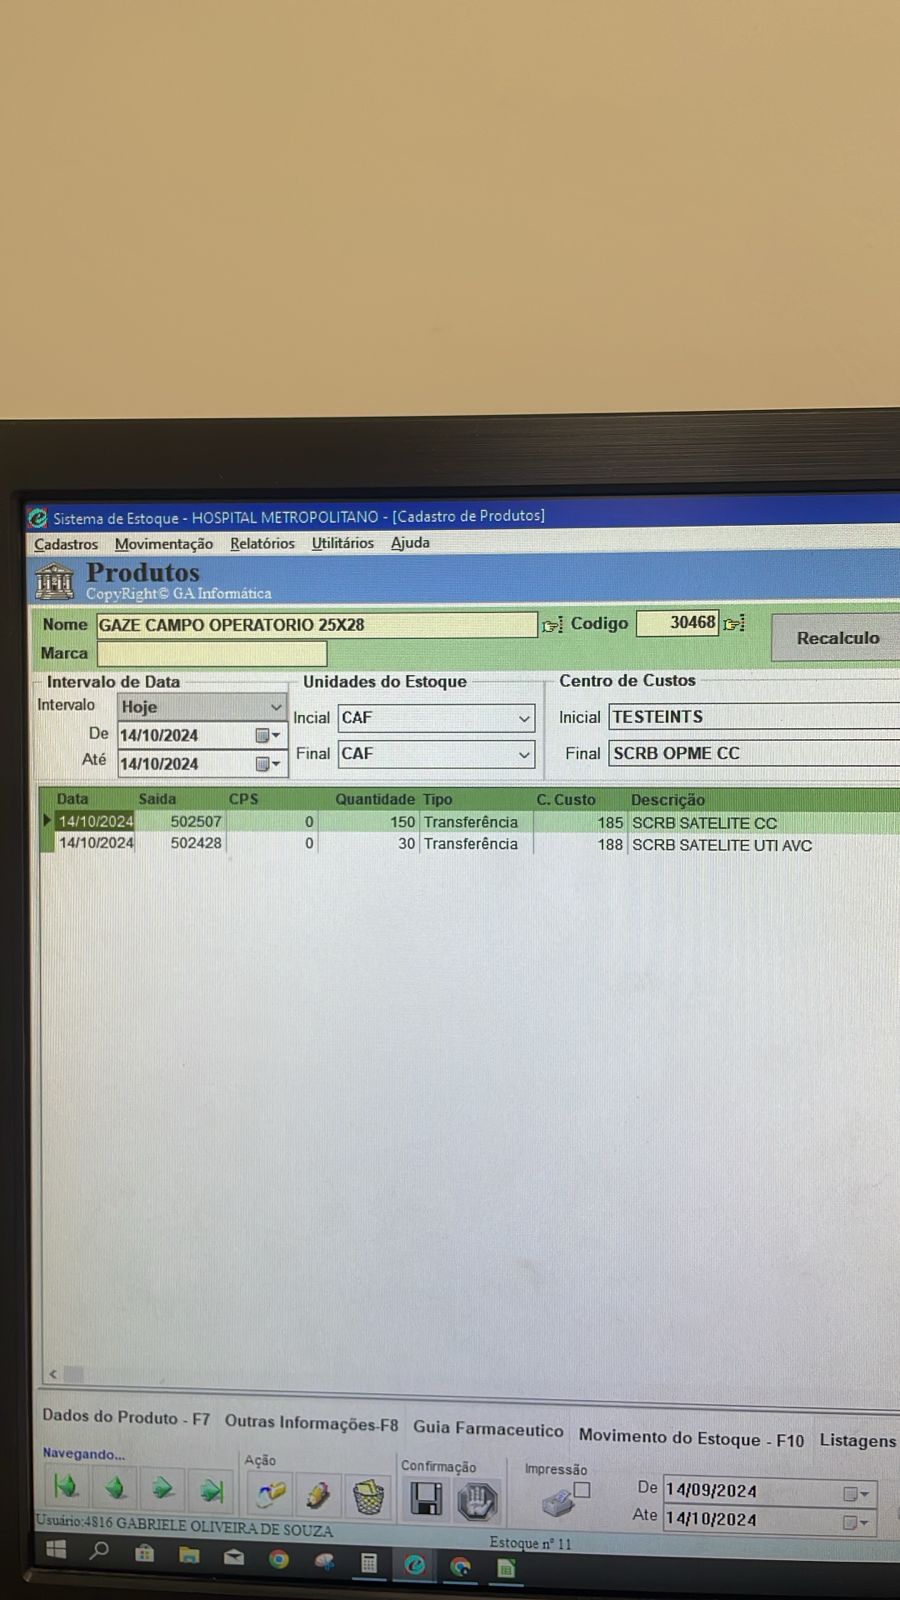 Sistema de Estoque - HOSPITAL METROPOLITANO - [Cadastro de Produtos]
Cadastros Movimentação Relatórios Utilitários Ajuda
Produtos
CopyRight© GA Informática
Nome GAZE CAMPO OPERATORIO 25X28 Codigo 30468
Recalculo
Marca
Intervalo de Data Unidades do Estoque Centro de Custos
Intervalo Hoje Incial CAF Inicial TESTEINTS
De 14/10/2024
Até 14/10/2024 Final CAF Final SCRB OPME CC
Data Saida CPS Quantidade Tipo C. Custo Descrição
14/10/2024 502507 0 150 Transferência 185 SCRB SATELITE CC
14/10/2024 502428 0 30 Transferência 188 SCRB SATELITE UTI AVC
Dados do Produto - F7 Outras Informações-F8 Guia Farmaceutico Movimento do Estoque - F10 Listagens
Navegando... Ação Confirmação Impressão
De 14/09/2024
Ate 14/10/2024
Usuário:4816 GABRIELE OLIVEIRA DE SOUZA
Estoque nº 11